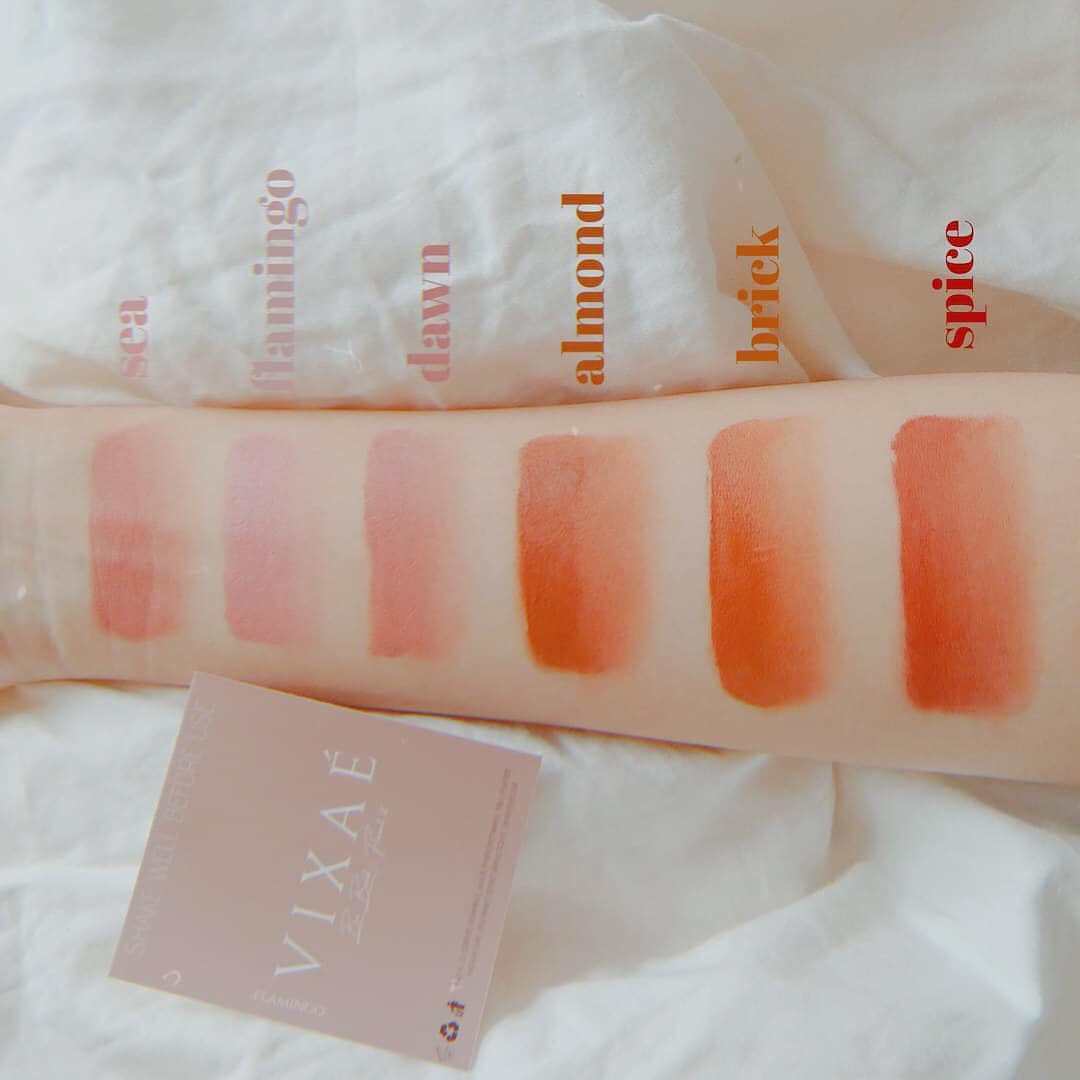 sea
flamingo
dawn
almond
brick
spice
SHAKE WELL BEFORE USE
VIXAÉ
FLAMINGO